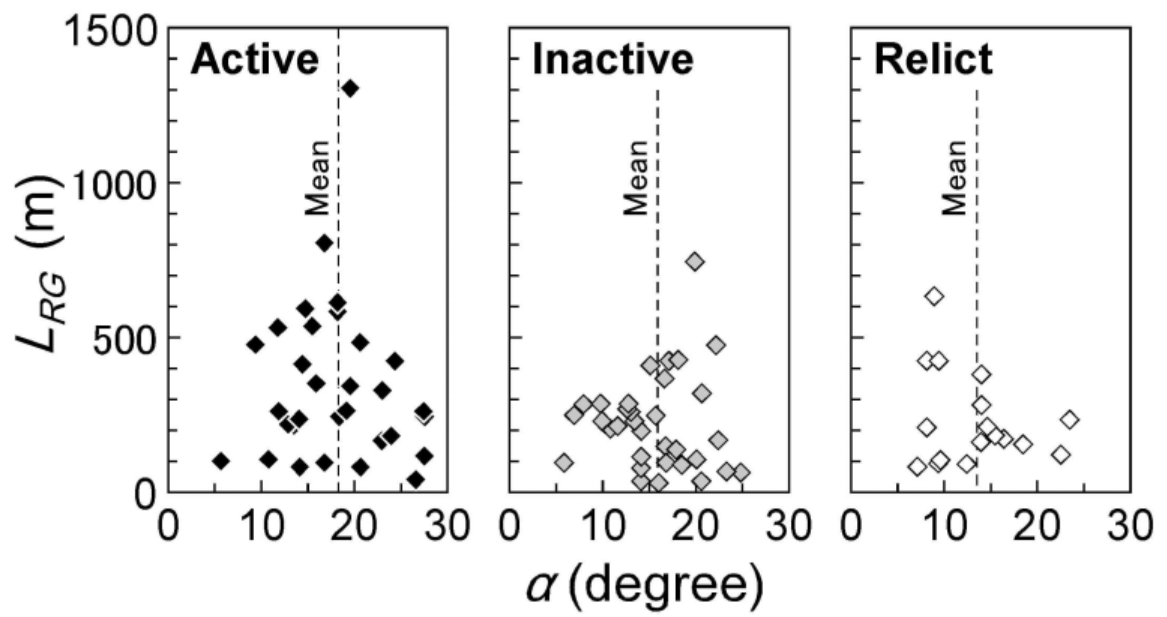 1500
1000
500
0
L_RG (m)
Active
Mean
0 10 20 30
Inactive
Mean
0 10 20 30
Relict
Mean
0 10 20 30
α (degree)